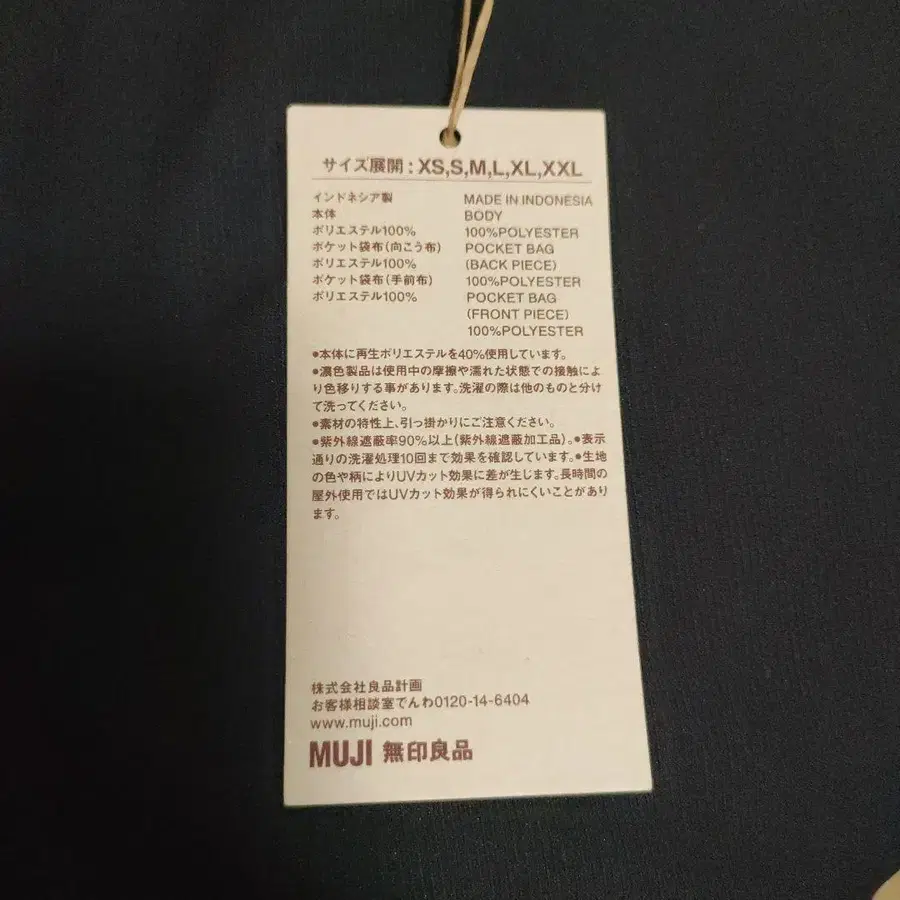 サイズ展開 : XS,S,M,L,XL,XXL
インドネシア製 MADE IN INDONESIA
本体 BODY
ポリエステル100% 100%POLYESTER
ポケット袋布(向こう布) POCKET BAG
ポリエステル100% (BACK PIECE)
ポケット袋布(手前布) 100%POLYESTER
ポリエステル100% POCKET BAG
(FRONT PIECE)
100%POLYESTER
●本体に再生ポリエステルを40%使用しています。
●濃色製品は使用中の摩擦や濡れた状態での接触によ
り色移りする事があります。洗濯の際は他のものと分け
て洗ってください。
●素材の特性上、引っ掛かりにご注意ください。
●紫外線遮蔽率90%以上(紫外線遮蔽加工品)。●表示
通りの洗濯処理10回まで効果を確認しています。●生地
の色や柄によりUVカット効果に差が生じます。長時間の
屋外使用ではUVカット効果が得られにくいことがあり
ます。
株式会社良品計画
お客様相談室でんわ0120-14-6404
www.muji.com
MUJI 無印良品